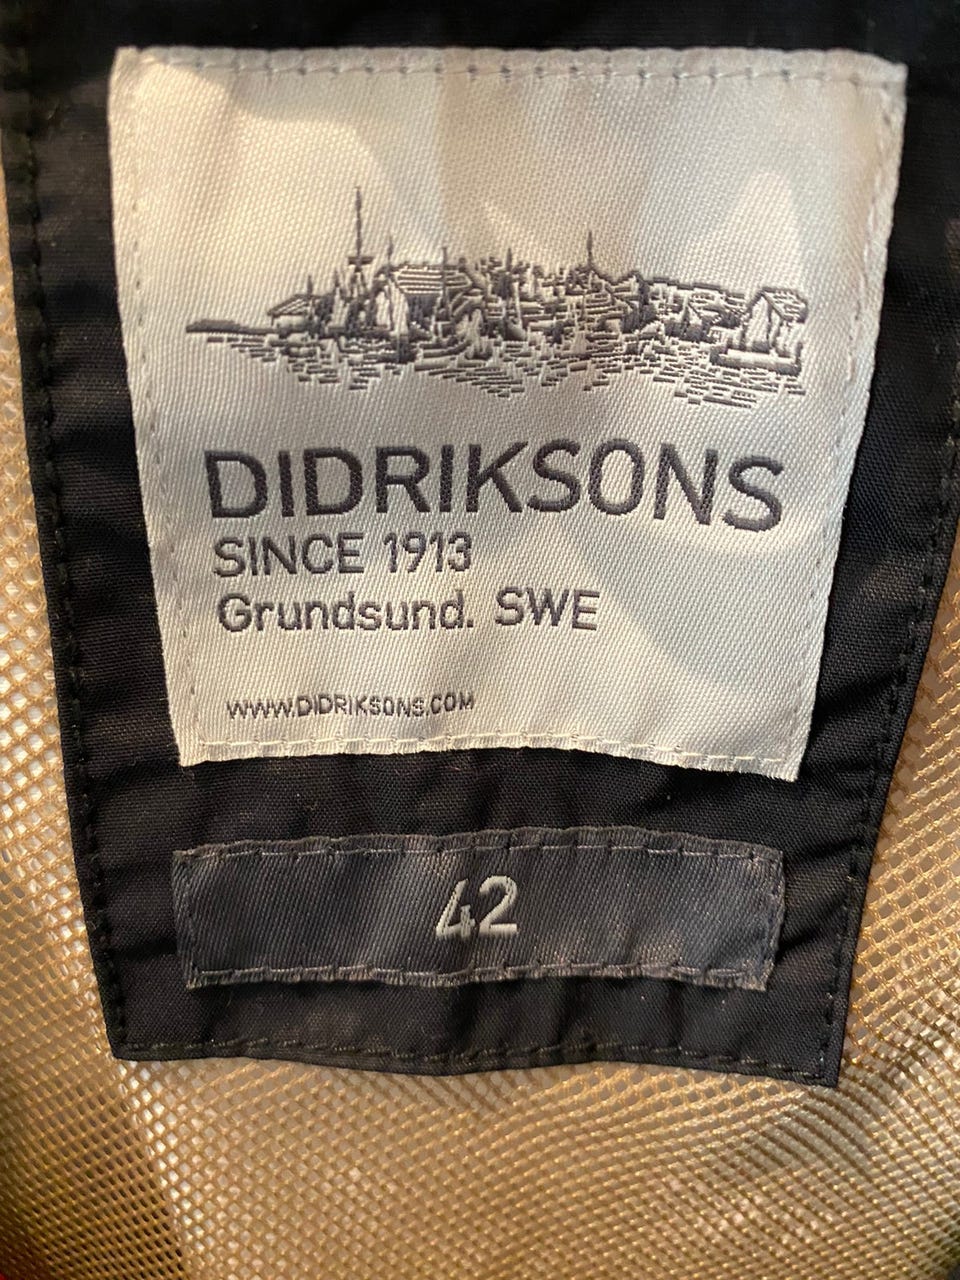 DIDRIKSONS
SINCE 1913
Grundsund. SWE
WWW.DIDRIKSONS.COM
42